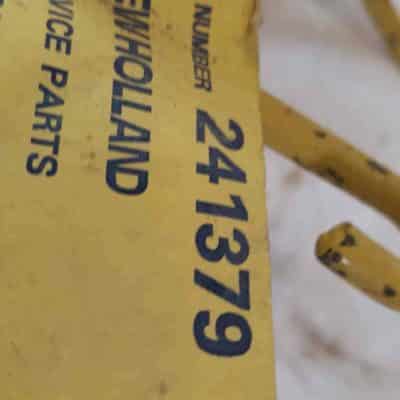 NUMBER 241379
EWHOLLAND
VICE PARTS